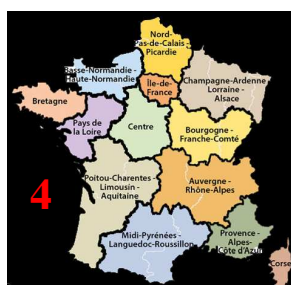 Nord-
Pas-de-Calais -
Picardie
Basse-Normandie -
Haute-Normandie
Île-de-
France
Champagne-Ardenne -
Lorraine -
Alsace
Bretagne
Pays de
la Loire
Centre
Bourgogne -
Franche-Comté
4
Poitou-Charentes -
Limousin -
Aquitaine
Auvergne -
Rhône-Alpes
Midi-Pyrénées -
Languedoc-Roussillon
Provence -
Alpes-
Côte d'Azur
Corse